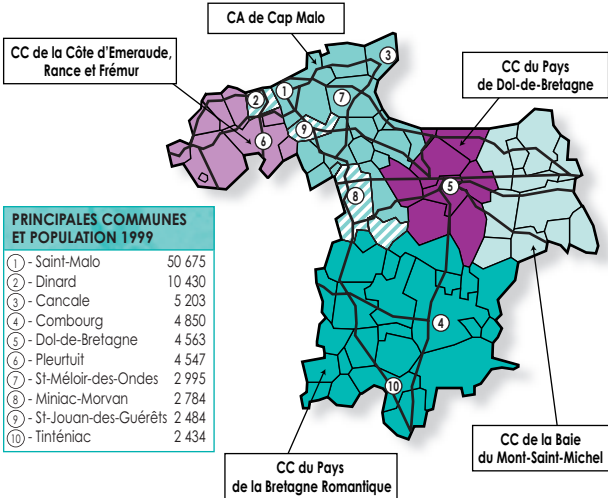 CA de Cap Malo
CC de la Côte d'Emeraude,
Rance et Frémur
CC du Pays
de Dol-de-Bretagne
3
1
2
7
9
6
8
5
4
10
PRINCIPALES COMMUNES
ET POPULATION 1999
1 - Saint-Malo 50 675
2 - Dinard 10 430
3 - Cancale 5 203
4 - Combourg 4 850
5 - Dol-de-Bretagne 4 563
6 - Pleurtuit 4 547
7 - St-Méloir-des-Ondes 2 995
8 - Miniac-Morvan 2 784
9 - St-Jouan-des-Guérêts 2 484
10 - Tinténiac 2 434
CC de la Baie
du Mont-Saint-Michel
CC du Pays
de la Bretagne Romantique